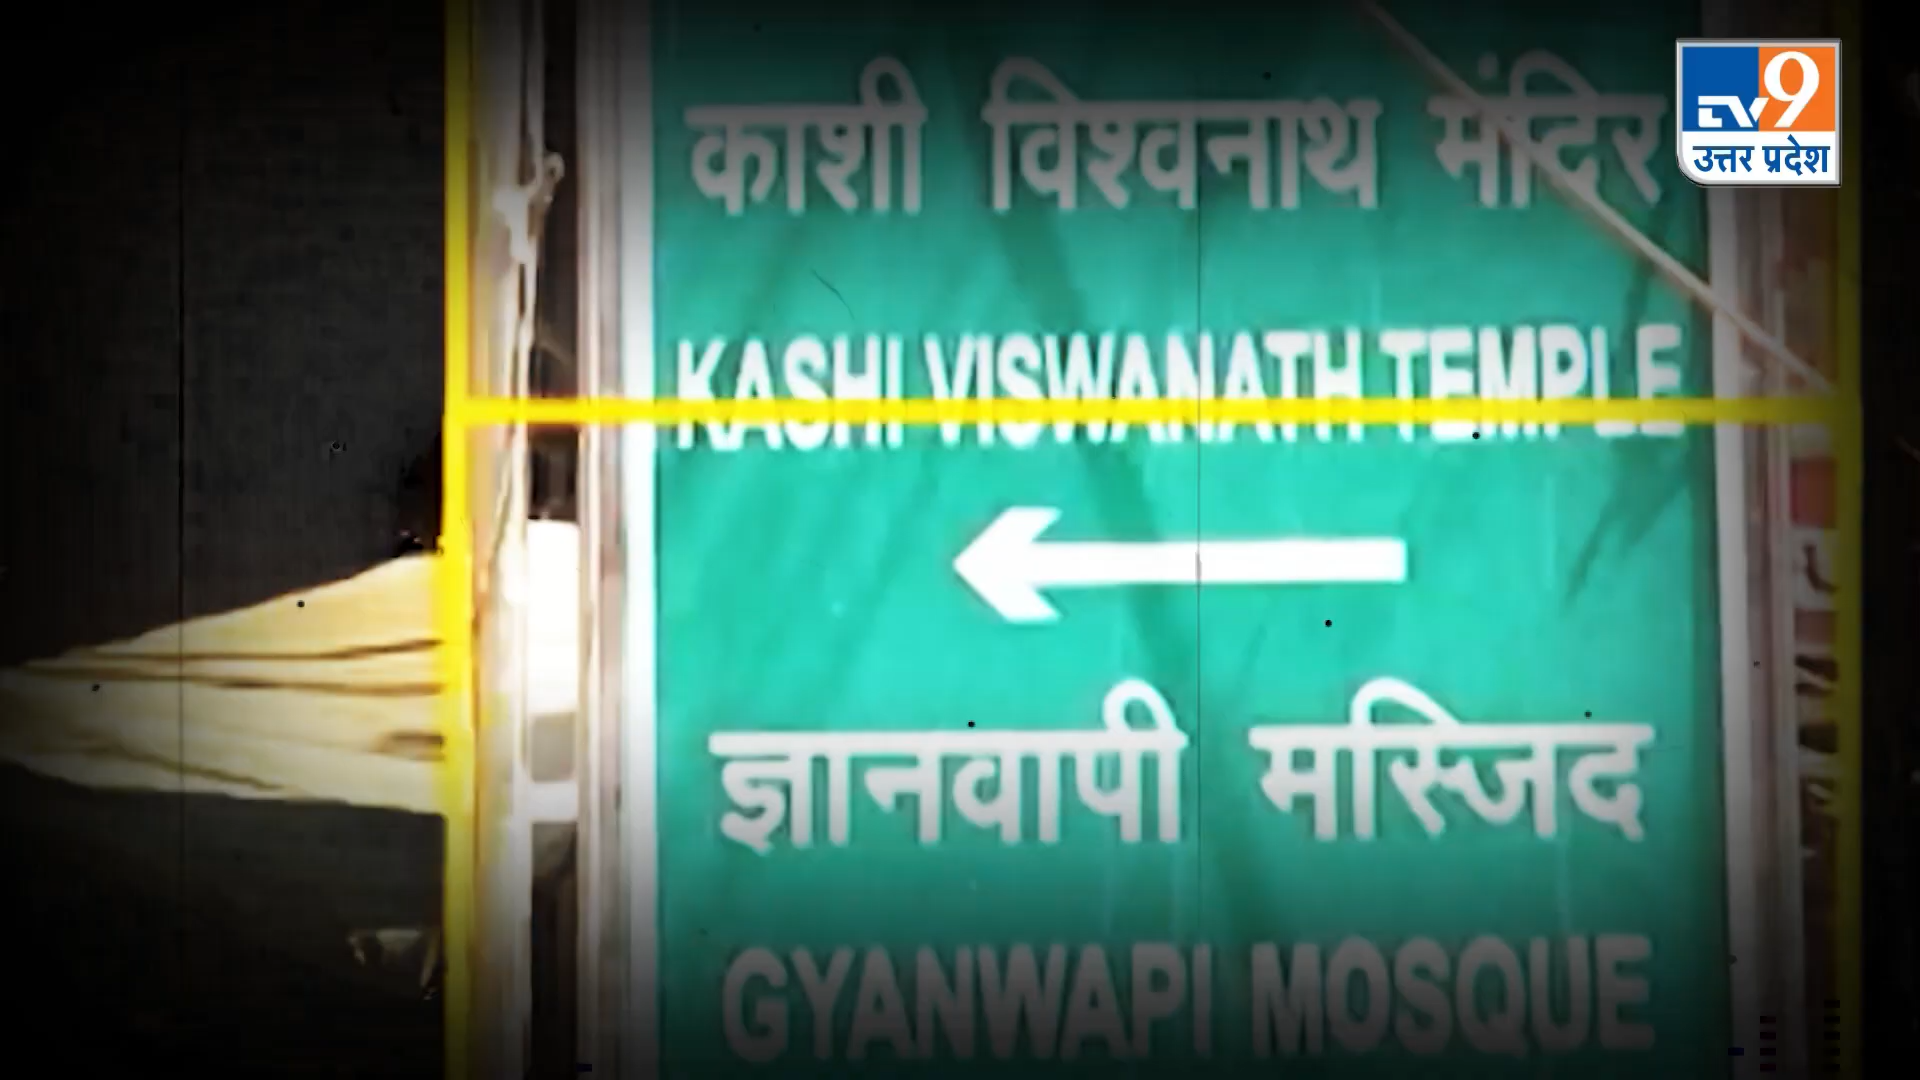 काशी विश्वनाथ मंदिर
KASHI VISWANATH TEMPLE
ज्ञानवापी मस्जिद
GYANWAPI MOSQUE
TV9
उत्तर प्रदेश